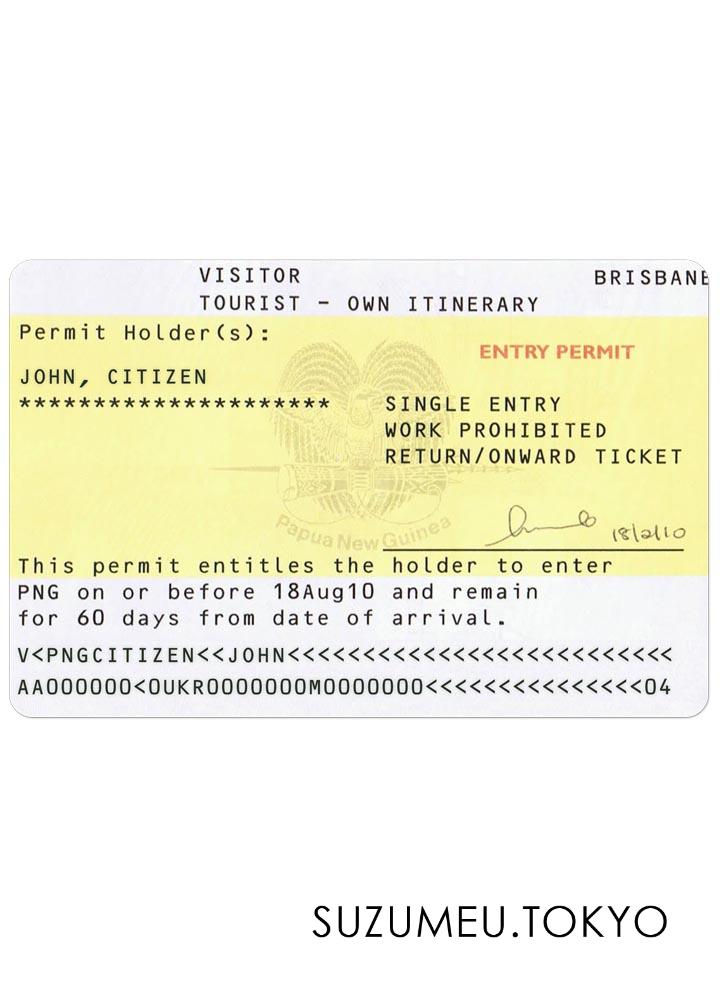 VISITOR BRISBANE
TOURIST - OWN ITINERARY
Permit Holder(s):
ENTRY PERMIT
JOHN, CITIZEN
********************* SINGLE ENTRY
WORK PROHIBITED
RETURN/ONWARD TICKET
18/2/10
Papua New Guinea
This permit entitles the holder to enter
PNG on or before 18Aug10 and remain
for 60 days from date of arrival.
V<PNGCITIZEN<<JOHN<<<<<<<<<<<<<<<<<<<<<<<<<<
AA000000<0UKR0000000M0000000<<<<<<<<<<<<<<04
SUZUMEU.TOKYO